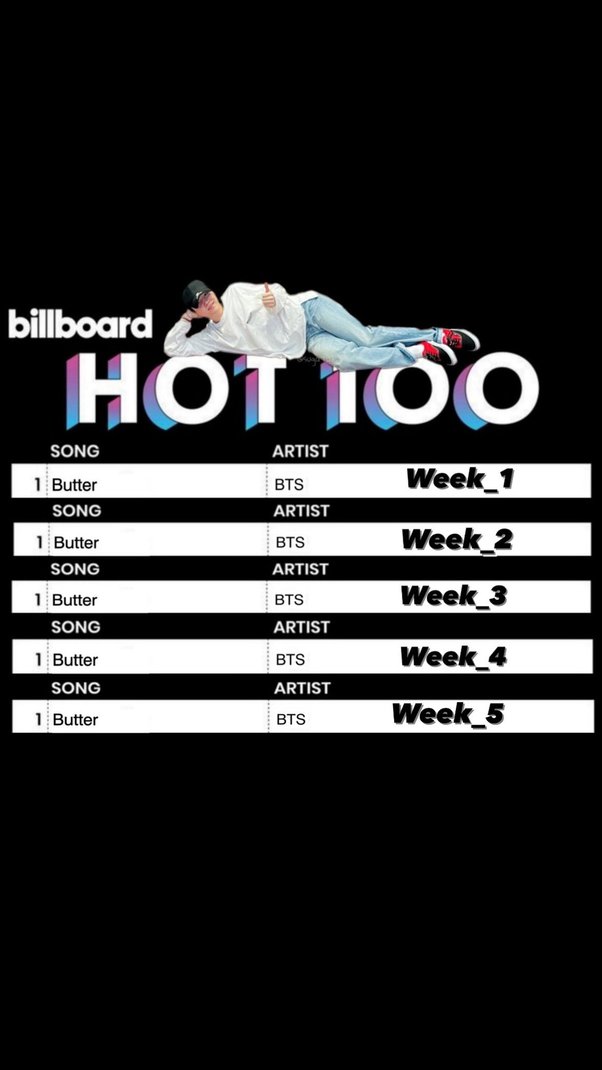 billboard
HOT 100
SONG ARTIST
1 Butter BTS Week_1
SONG ARTIST
1 Butter BTS Week_2
SONG ARTIST
1 Butter BTS Week_3
SONG ARTIST
1 Butter BTS Week_4
SONG ARTIST
1 Butter BTS Week_5